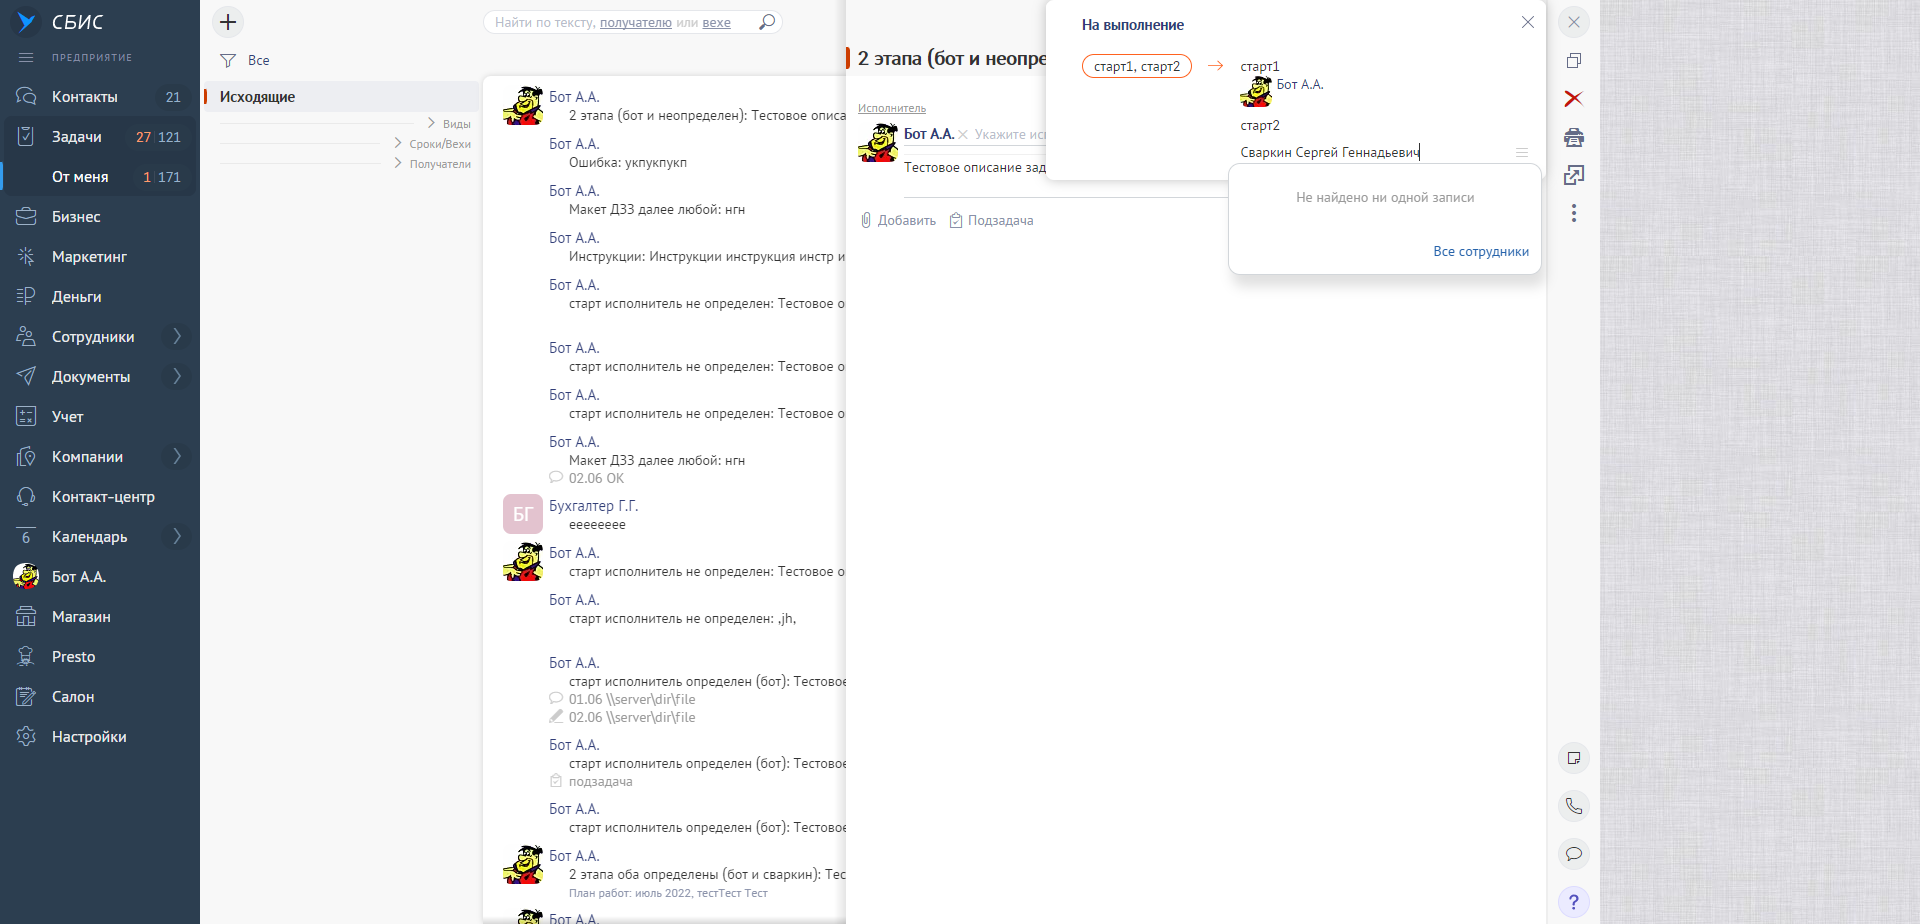 СБИС
ПРЕДПРИЯТИЕ
Контакты 21
Задачи 27 121
От меня 1 171
Бизнес
Маркетинг
Деньги
Сотрудники
Документы
Учет
Компании
Контакт-центр
6 Календарь
Бот А.А.
Магазин
Presto
Салон
Настройки
Найти по тексту, получателю или вехе
Все
Исходящие
Виды
Сроки/Вехи
Получатели
Бот А.А.
2 этапа (бот и неопределен): Тестовое описа
Бот А.А.
Ошибка: укпукпукп
Бот А.А.
Макет ДЗЗ далее любой: нгн
Бот А.А.
Инструкции: Инструкции инструкция инстр и
Бот А.А.
старт исполнитель не определен: Тестовое о
Бот А.А.
старт исполнитель не определен: Тестовое о
Бот А.А.
старт исполнитель не определен: Тестовое о
Бот А.А.
Макет ДЗЗ далее любой: нгн
02.06 ОК
БГ
Бухгалтер Г.Г.
ееееееее
Бот А.А.
старт исполнитель не определен: Тестовое о
Бот А.А.
старт исполнитель не определен: ,jh,
Бот А.А.
старт исполнитель определен (бот): Тестовое
01.06 \\server\dir\file
02.06 \\server\dir\file
Бот А.А.
старт исполнитель определен (бот): Тестовое
подзадача
Бот А.А.
старт исполнитель определен (бот): Тестовое
Бот А.А.
2 этапа оба определены (бот и сваркин): Тес
План работ: июль 2022, тестТест Тест
Бот А.А.
2 этапа (бот и неопре
Исполнитель
Бот А.А. Укажите ис
Тестовое описание зад
Добавить Подзадача
На выполнение
старт1, старт2
старт1
Бот А.А.
старт2
Сваркин Сергей Геннадьевич
Не найдено ни одной записи
Все сотрудники
?